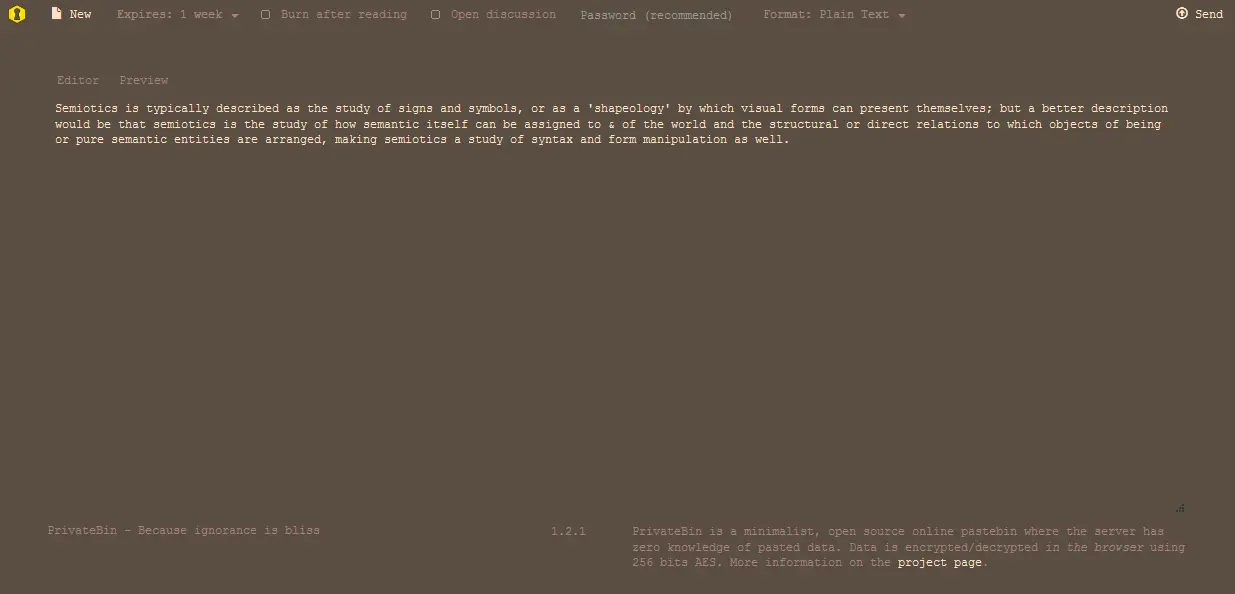 New Expires: 1 week Burn after reading Open discussion Password (recommended) Format: Plain Text Send
Editor Preview
Semiotics is typically described as the study of signs and symbols, or as a 'shapeology' by which visual forms can present themselves; but a better description
would be that semiotics is the study of how semantic itself can be assigned to & of the world and the structural or direct relations to which objects of being
or pure semantic entities are arranged, making semiotics a study of syntax and form manipulation as well.
PrivateBin - Because ignorance is bliss
1.2.1
PrivateBin is a minimalist, open source online pastebin where the server has
zero knowledge of pasted data. Data is encrypted/decrypted in the browser using
256 bits AES. More information on the project page.